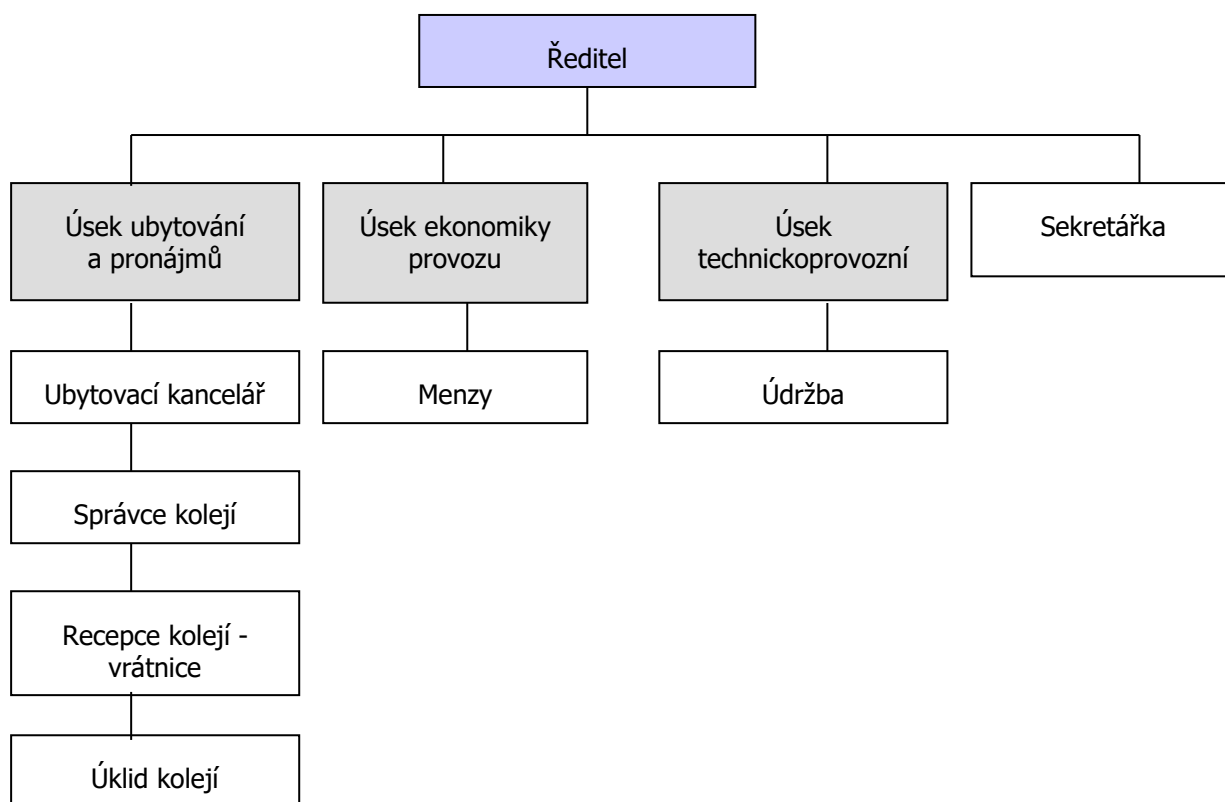 Ředitel
Úsek ubytování
a pronájmů
Úsek ekonomiky
provozu
Úsek
technickoprovozní
Sekretářka
Ubytovací kancelář
Menzy
Údržba
Správce kolejí
Recepce kolejí -
vrátnice
Úklid kolejí